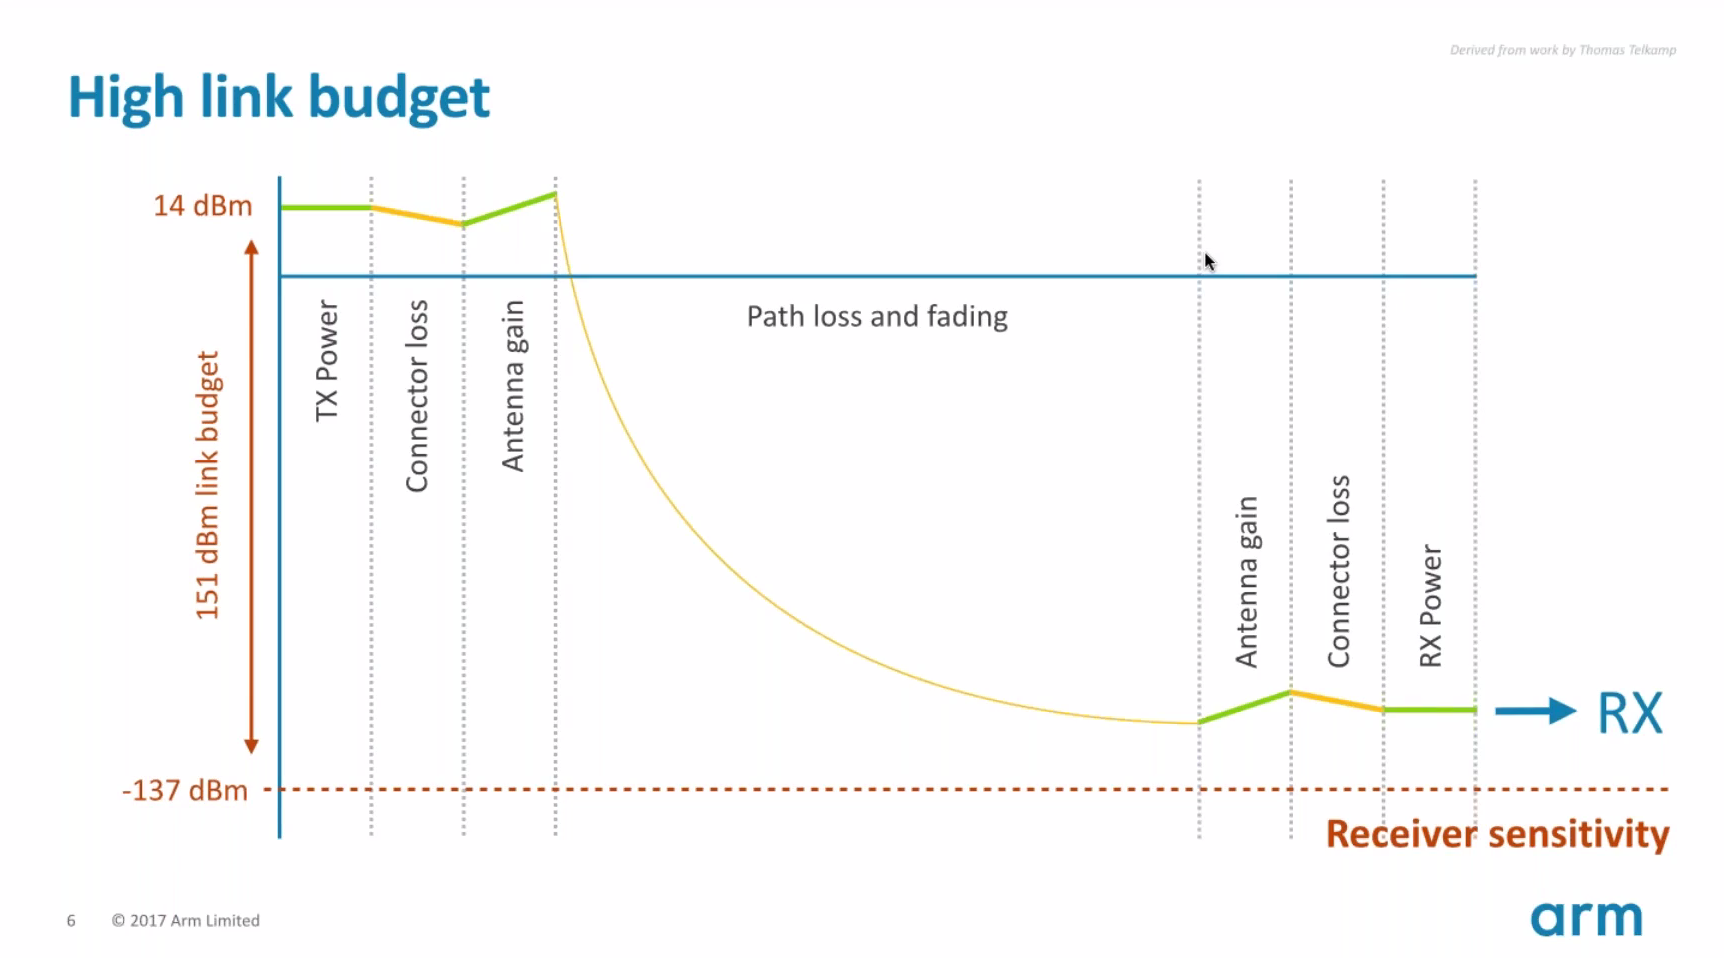 Derived from work by Thomas Telkamp
High link budget
14 dBm
151 dBm link budget
TX Power
Connector loss
Antenna gain
Path loss and fading
Antenna gain
Connector loss
RX Power
RX
-137 dBm
Receiver sensitivity
6
© 2017 Arm Limited
arm